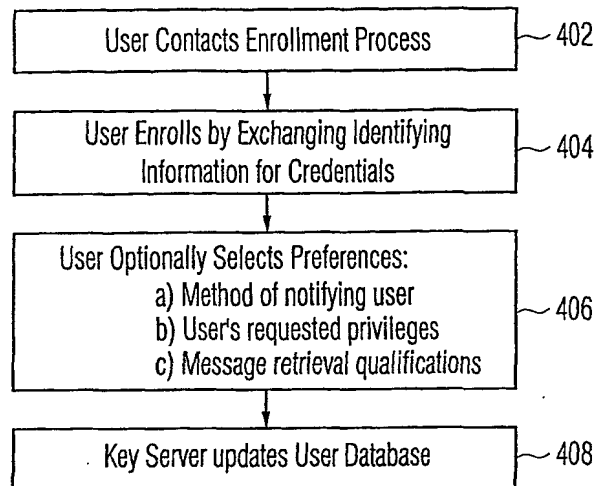 User Contacts Enrollment Process
402
User Enrolls by Exchanging Identifying
Information for Credentials
404
User Optionally Selects Preferences:
a) Method of notifying user
b) User's requested privileges
c) Message retrieval qualifications
406
Key Server updates User Database
408